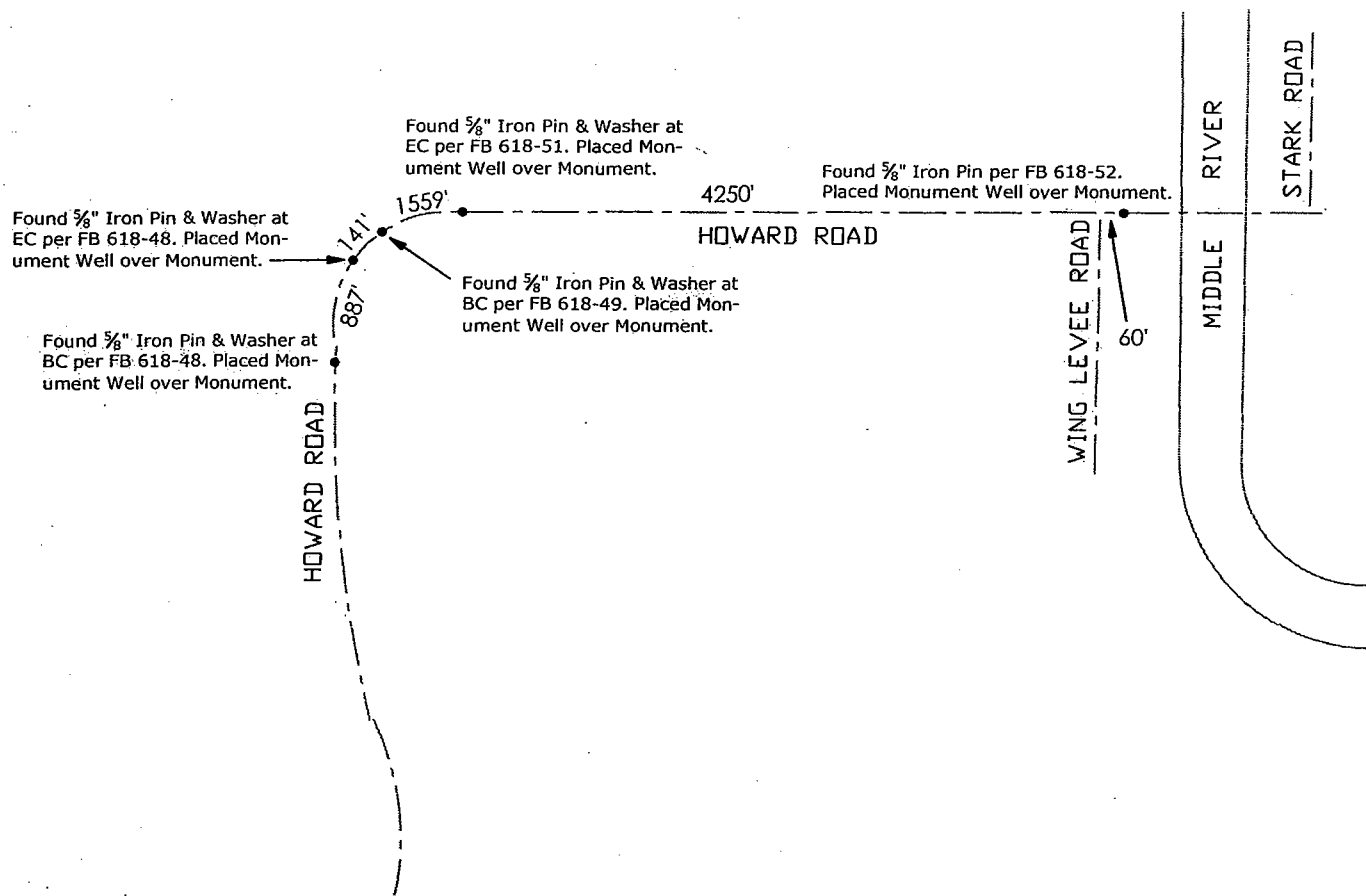 STARK ROAD
Found ⅝" Iron Pin & Washer at
EC per FB 618-51. Placed Mon-
ument Well over Monument.
MIDDLE RIVER
Found ⅝" Iron Pin per FB 618-52.
Placed Monument Well over Monument.
1559'
4250'
Found ⅝" Iron Pin & Washer at
EC per FB 618-48. Placed Mon-
ument Well over Monument.
141'
HOWARD ROAD
WING LEVEE ROAD
Found ⅝" Iron Pin & Washer at
BC per FB 618-49. Placed Mon-
ument Well over Monument.
887'
60'
Found ⅝" Iron Pin & Washer at
BC per FB 618-48. Placed Mon-
ument Well over Monument.
HOWARD ROAD